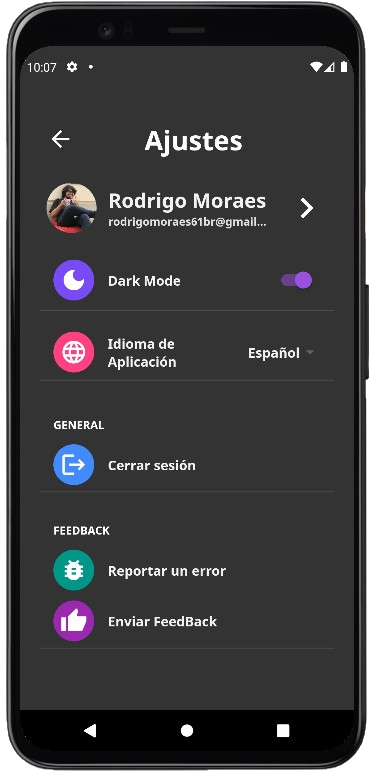 10:07
Ajustes
Rodrigo Moraes
rodrigomoraes61br@gmail...
Dark Mode
Idioma de
Aplicación
Español
GENERAL
Cerrar sesión
FEEDBACK
Reportar un error
Enviar FeedBack